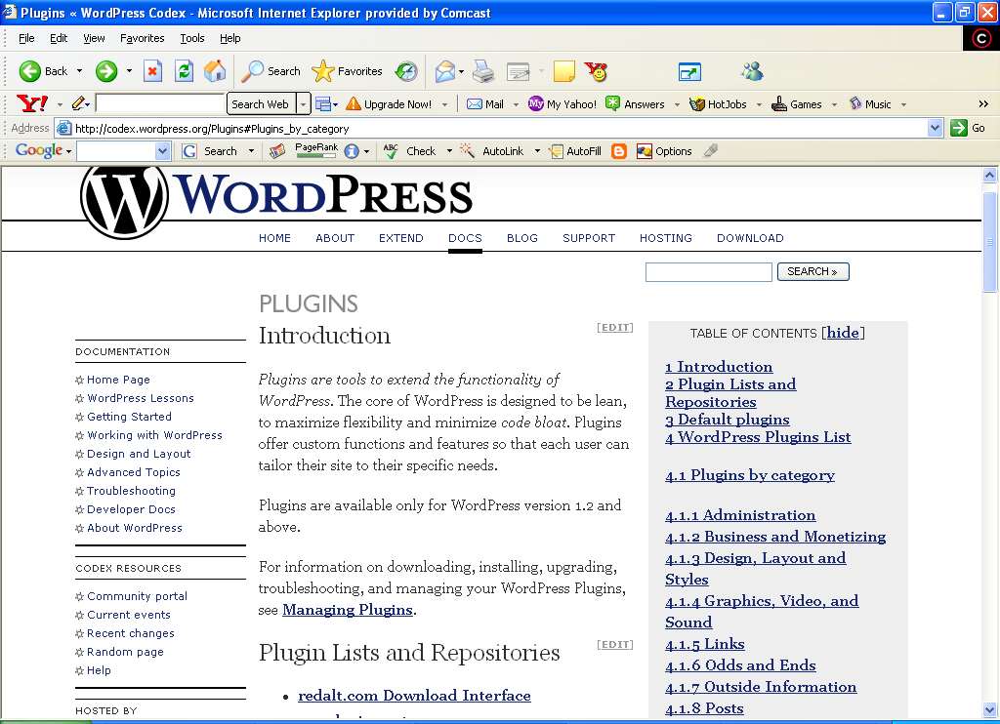 Plugins « WordPress Codex - Microsoft Internet Explorer provided by Comcast
File Edit View Favorites Tools Help
Back Search Favorites
Y! Search Web Upgrade Now! Mail My Yahoo! Answers HotJobs Games Music »
Address http://codex.wordpress.org/Plugins#Plugins_by_category Go
Google G Search PageRank ABC Check AutoLink AutoFill Options
WORDPRESS
HOME ABOUT EXTEND DOCS BLOG SUPPORT HOSTING DOWNLOAD
SEARCH »
DOCUMENTATION
Home Page
WordPress Lessons
Getting Started
Working with WordPress
Design and Layout
Advanced Topics
Troubleshooting
Developer Docs
About WordPress
CODEX RESOURCES
Community portal
Current events
Recent changes
Random page
Help
HOSTED BY
PLUGINS
Introduction [EDIT]
Plugins are tools to extend the functionality of
WordPress. The core of WordPress is designed to be lean,
to maximize flexibility and minimize code bloat. Plugins
offer custom functions and features so that each user can
tailor their site to their specific needs.
Plugins are available only for WordPress version 1.2 and
above.
For information on downloading, installing, upgrading,
troubleshooting, and managing your WordPress Plugins,
see Managing Plugins.
Plugin Lists and Repositories [EDIT]
• redalt.com Download Interface
TABLE OF CONTENTS [hide]
1 Introduction
2 Plugin Lists and
Repositories
3 Default plugins
4 WordPress Plugins List
4.1 Plugins by category
4.1.1 Administration
4.1.2 Business and Monetizing
4.1.3 Design, Layout and
Styles
4.1.4 Graphics, Video, and
Sound
4.1.5 Links
4.1.6 Odds and Ends
4.1.7 Outside Information
4.1.8 Posts